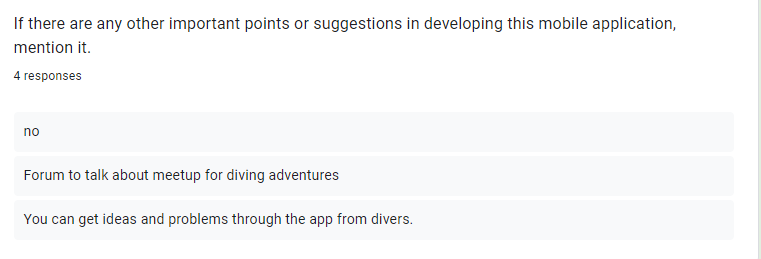 If there are any other important points or suggestions in developing this mobile application,
mention it.
4 responses
no
Forum to talk about meetup for diving adventures
You can get ideas and problems through the app from divers.